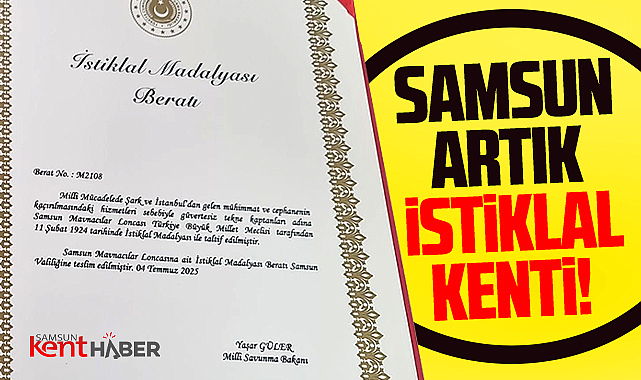 İstiklal Madalyası
Beratı
Berat No. : M2108
Milli Mücadelede Şark ve İstanbul'dan gelen mühimmat ve cephanenin
kaçırılmasındaki hizmetleri sebebiyle güvertesiz tekne kaptanları adına
Samsun Mavnacılar Loncası Türkiye Büyük Millet Meclisi tarafından
11 Şubat 1924 tarihinde İstiklal Madalyası ile taltif edilmiştir.
Samsun Mavnacılar Loncasına ait İstiklal Madalyası Beratı Samsun
Valiliğine teslim edilmiştir. 04 Temmuz 2025
Yaşar GÜLER
Milli Savunma Bakanı
SAMSUN
kentHABER
SAMSUN
ARTIK
İSTİKLAL
KENTİ!